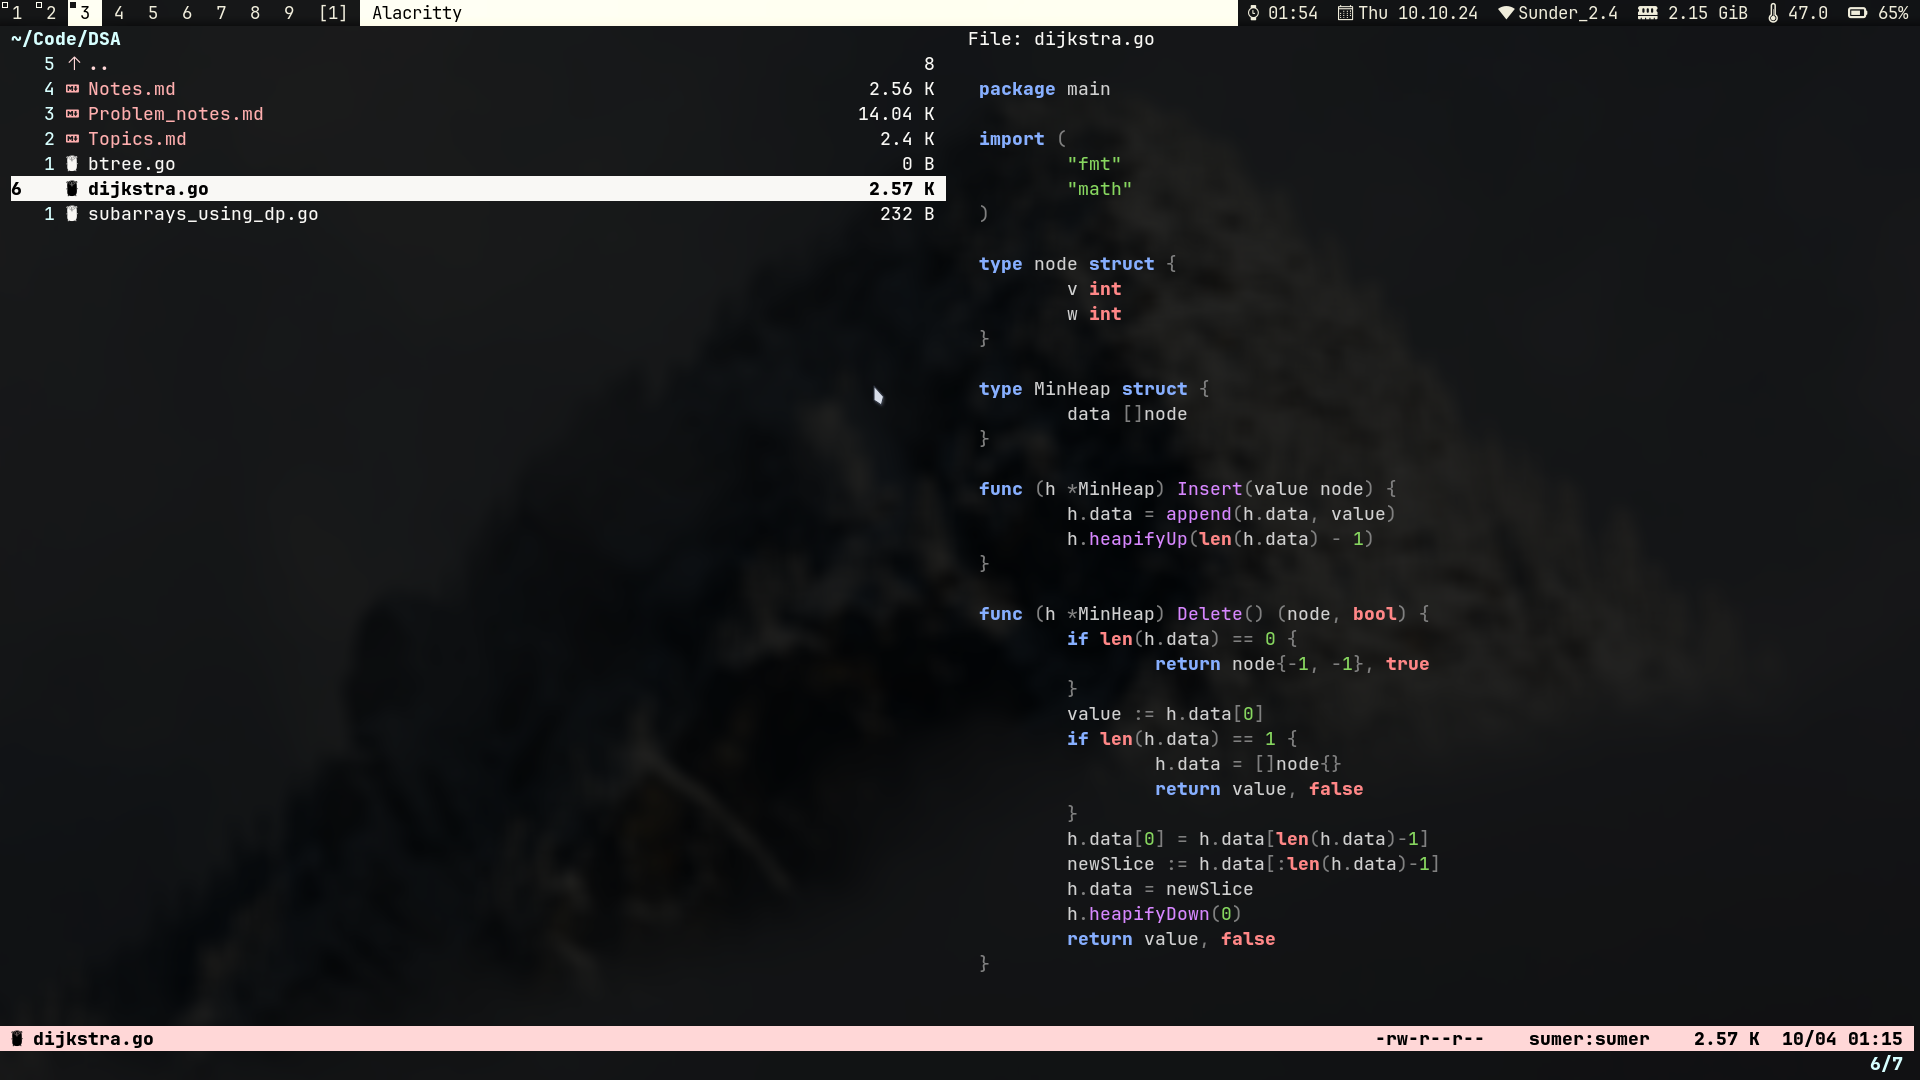 1 2 3 4 5 6 7 8 9 [1] Alacritty 01:54 Thu 10.10.24 Sunder_2.4 2.15 GiB 47.0 65%
~/Code/DSA
5 ↑ .. 8
4 Notes.md 2.56 K
3 Problem_notes.md 14.04 K
2 Topics.md 2.4 K
1 btree.go 0 B
6 dijkstra.go 2.57 K
1 subarrays_using_dp.go 232 B
File: dijkstra.go
package main
import (
"fmt"
"math"
)
type node struct {
v int
w int
}
type MinHeap struct {
data []node
}
func (h *MinHeap) Insert(value node) {
h.data = append(h.data, value)
h.heapifyUp(len(h.data) - 1)
}
func (h *MinHeap) Delete() (node, bool) {
if len(h.data) == 0 {
return node{-1, -1}, true
}
value := h.data[0]
if len(h.data) == 1 {
h.data = []node{}
return value, false
}
h.data[0] = h.data[len(h.data)-1]
newSlice := h.data[:len(h.data)-1]
h.data = newSlice
h.heapifyDown(0)
return value, false
}
dijkstra.go -rw-r--r-- sumer:sumer 2.57 K 10/04 01:15
6/7